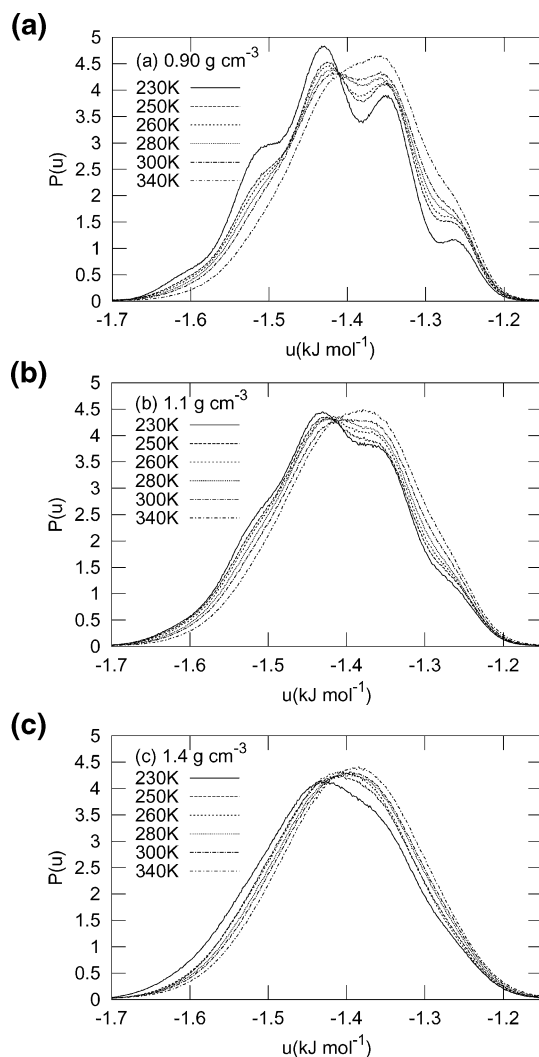 (a)
5
4.5
4
3.5
3
2.5
2
1.5
1
0.5
0
P(u)
(a) 0.90 g cm-3
230K
250K
260K
280K
300K
340K
-1.7 -1.6 -1.5 -1.4 -1.3 -1.2
u(kJ mol-1)
(b)
5
4.5
4
3.5
3
2.5
2
1.5
1
0.5
0
P(u)
(b) 1.1 g cm-3
230K
250K
260K
280K
300K
340K
-1.7 -1.6 -1.5 -1.4 -1.3 -1.2
u(kJ mol-1)
(c)
5
4.5
4
3.5
3
2.5
2
1.5
1
0.5
0
P(u)
(c) 1.4 g cm-3
230K
250K
260K
280K
300K
340K
-1.7 -1.6 -1.5 -1.4 -1.3 -1.2
u(kJ mol-1)